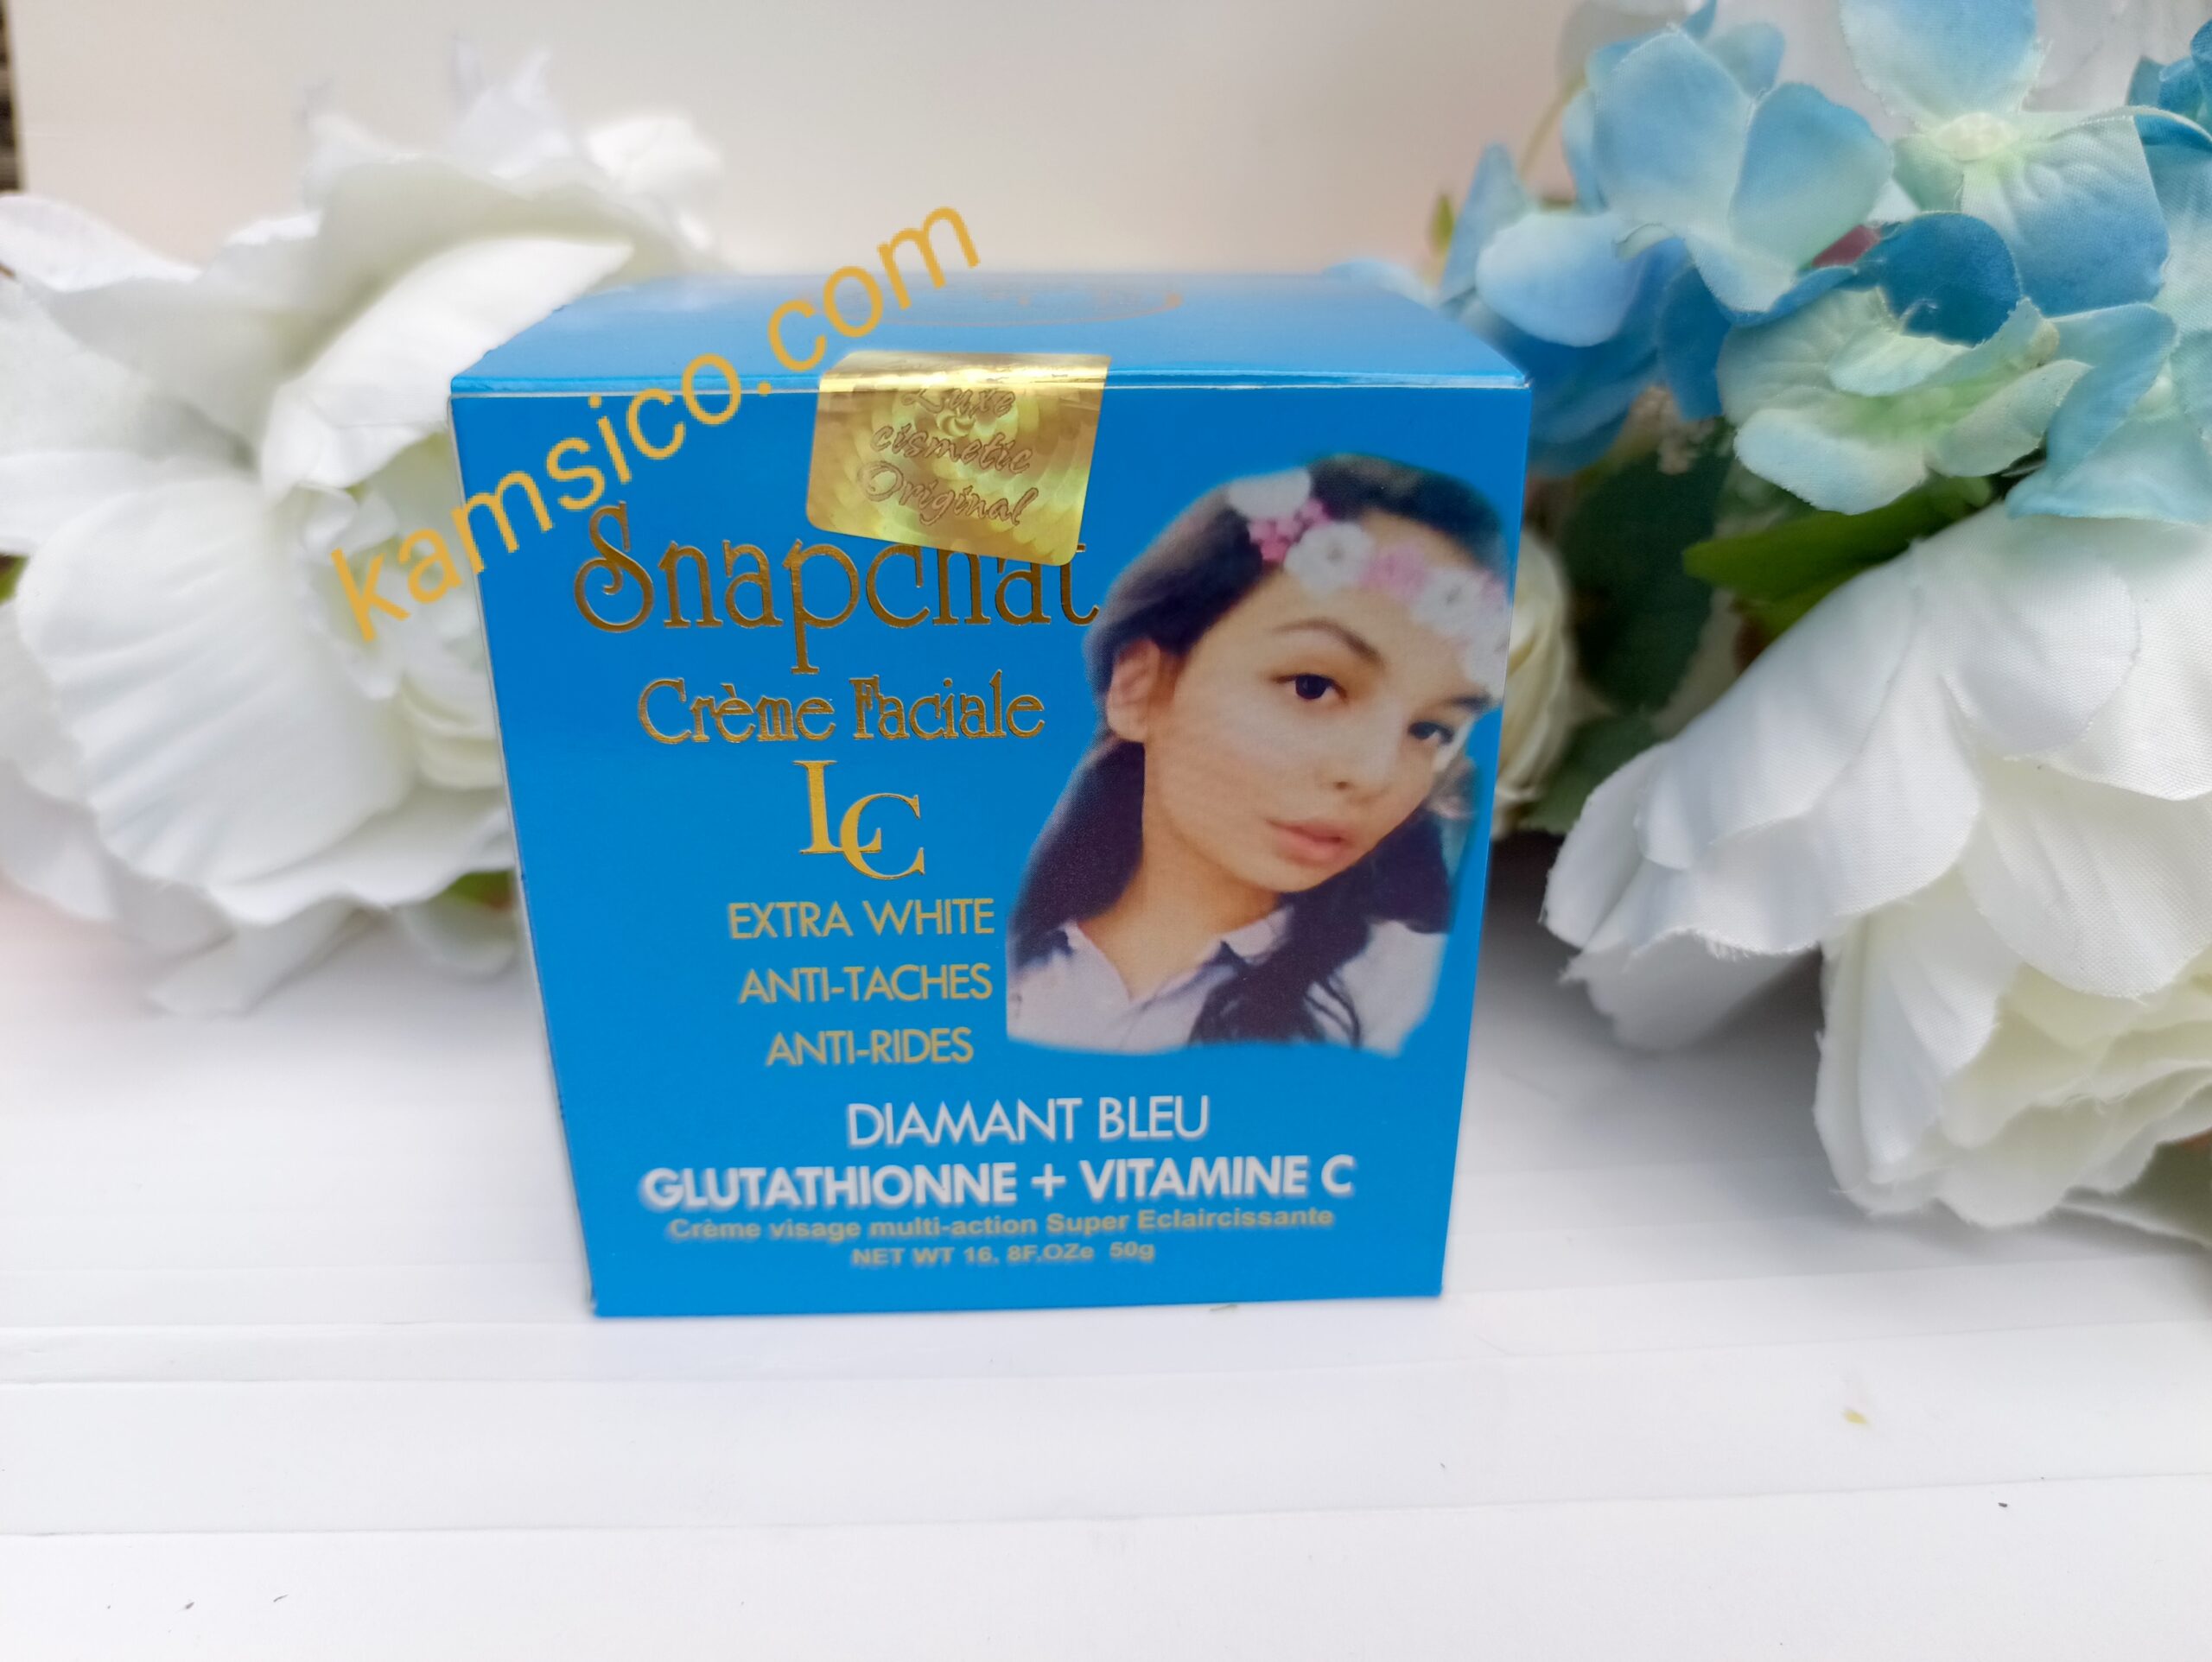 kamsico.com
Luxe
cismetic
Original
Snapchat
Crème Faciale
LC
EXTRA WHITE
ANTI-TACHES
ANTI-RIDES
DIAMANT BLEU
GLUTATHIONNE + VITAMINE C
Crème visage multi-action Super Eclaircissante
NET WT 16. 8F.OZe 50g